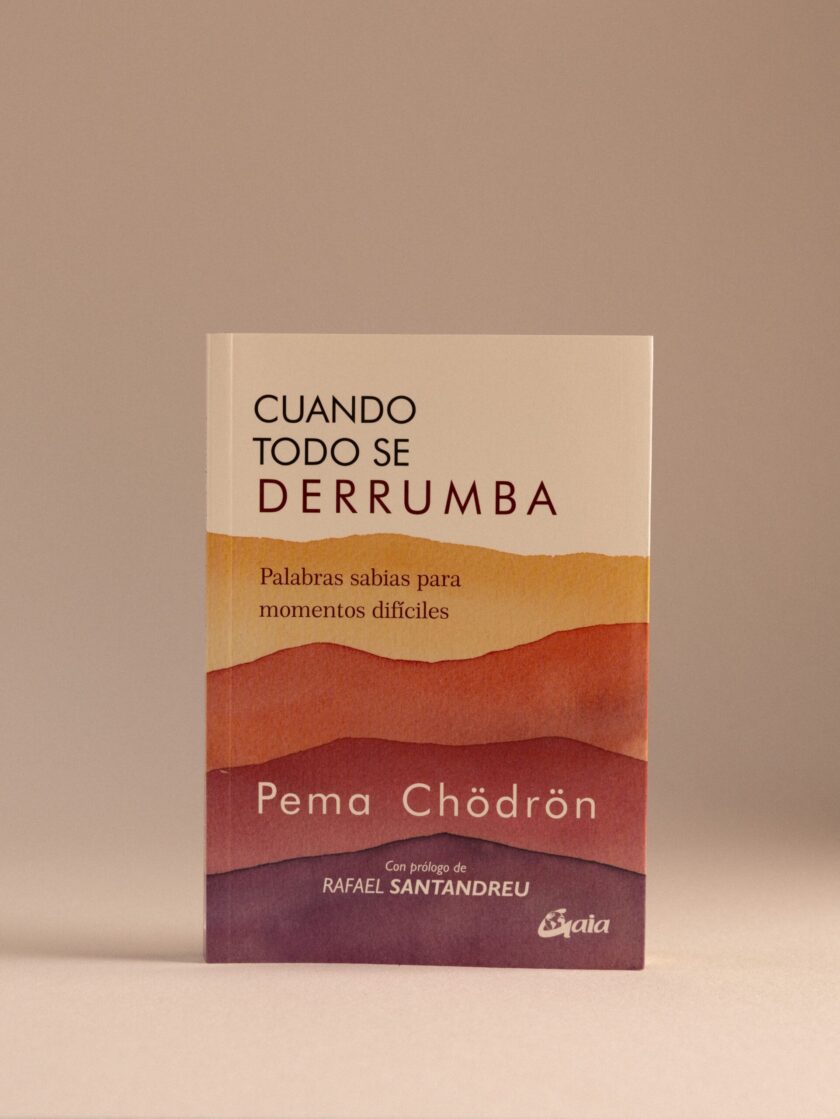 CUANDO
TODO SE
DERRUMBA
Palabras sabias para
momentos difíciles
Pema Chödrön
Con prólogo de
RAFAEL SANTANDREU
Gaia